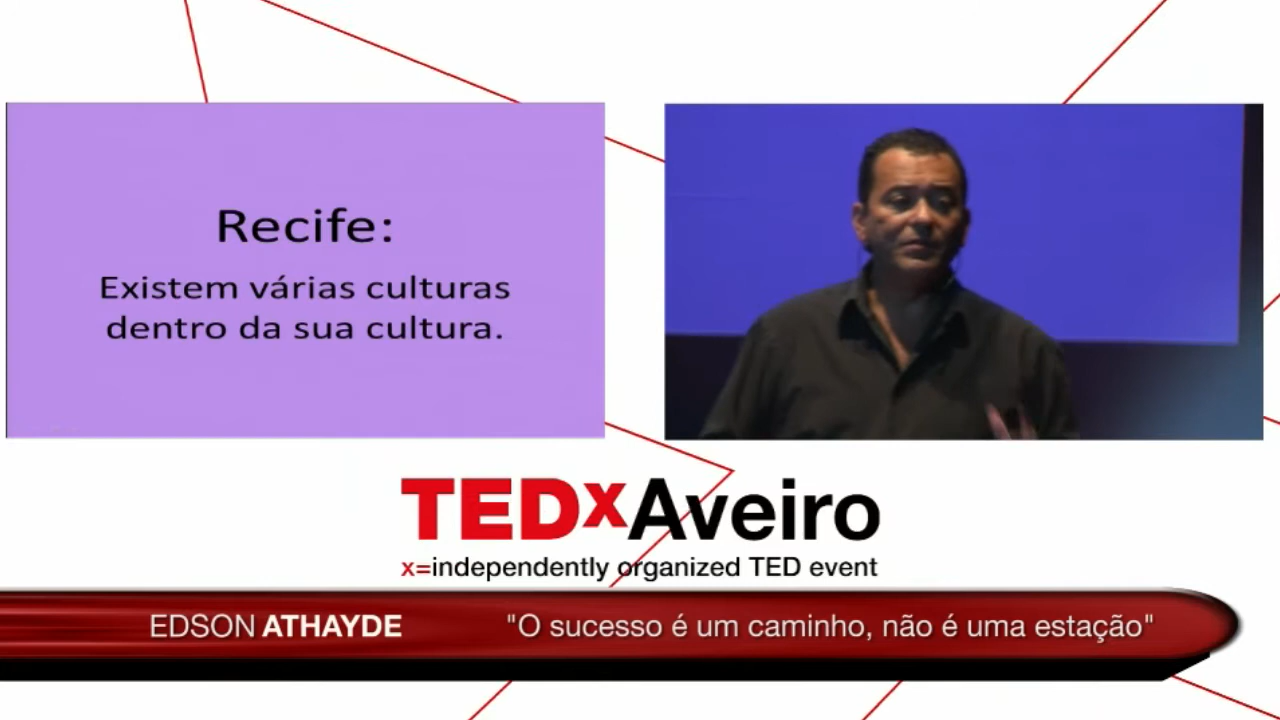 Recife:
Existem várias culturas
dentro da sua cultura.
TEDxAveiro
x=independently organized TED event
EDSON ATHAYDE
"O sucesso é um caminho, não é uma estação"